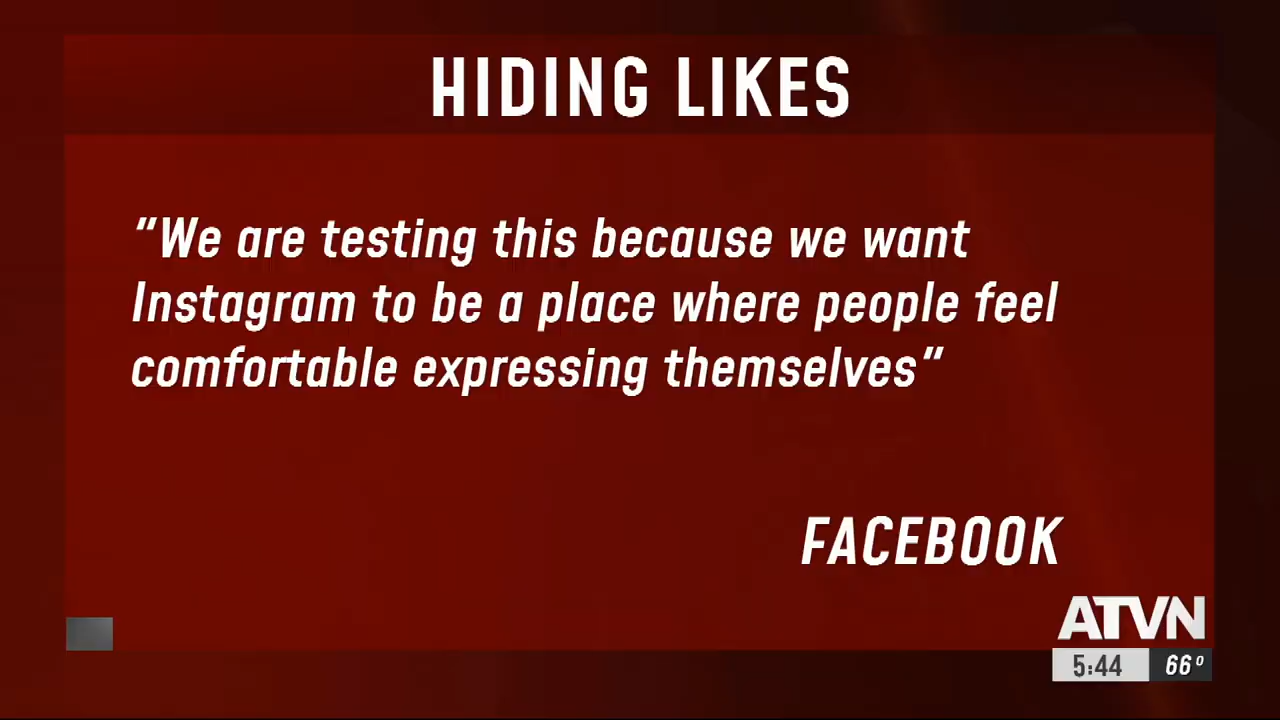 HIDING LIKES
"We are testing this because we want
Instagram to be a place where people feel
comfortable expressing themselves"
FACEBOOK
ATVN
5:44 66°